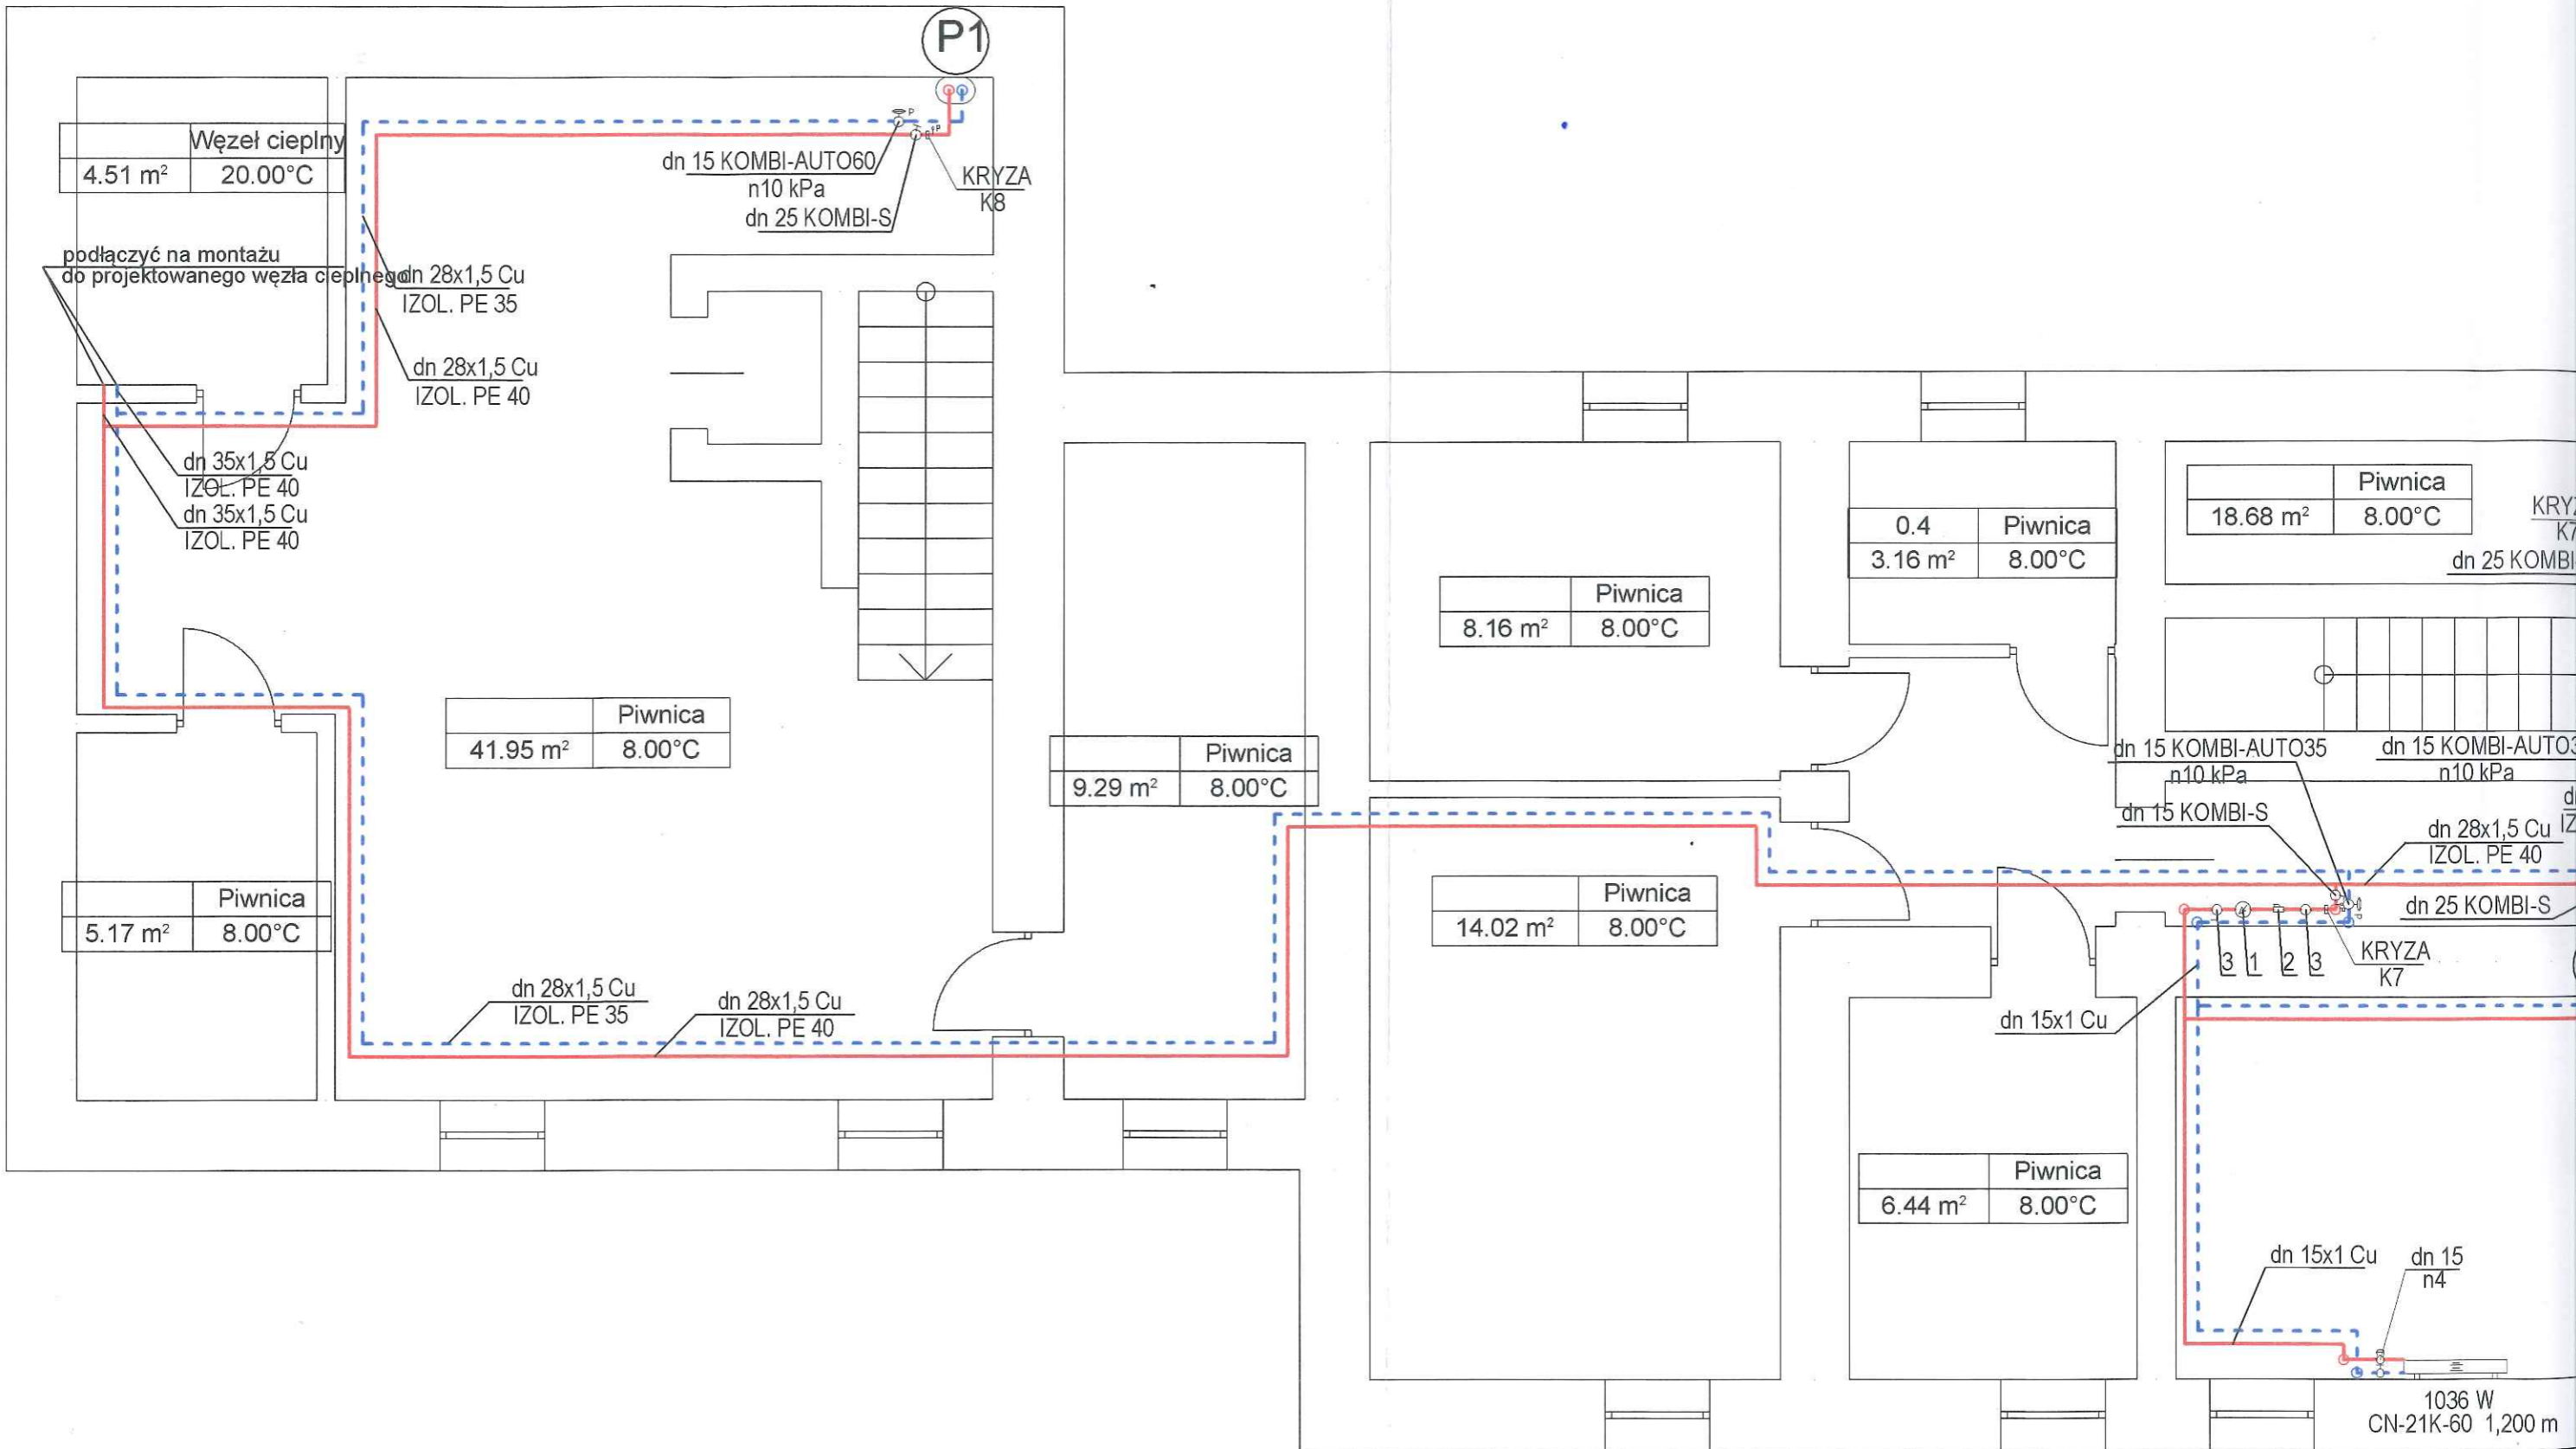 P1
Węzeł cieplny
4.51 m² 20.00°C
dn 15 KOMBI-AUTO60
n10 kPa
dn 25 KOMBI-S
KRYZA
K8
podłączyć na montażu
do projektowanego węzła cieplnego
dn 28x1,5 Cu
IZOL. PE 35
dn 28x1,5 Cu
IZOL. PE 40
dn 35x1,5 Cu
IZOL. PE 40
dn 35x1,5 Cu
IZOL. PE 40
Piwnica
41.95 m² 8.00°C
Piwnica
9.29 m² 8.00°C
Piwnica
5.17 m² 8.00°C
dn 28x1,5 Cu
IZOL. PE 35
dn 28x1,5 Cu
IZOL. PE 40
Piwnica
8.16 m² 8.00°C
0.4 Piwnica
3.16 m² 8.00°C
Piwnica
18.68 m² 8.00°C
dn 25 KOMBI
dn 15 KOMBI-AUTO35
n10 kPa
dn 15 KOMBI-AUTO3
n10 kPa
dn 15 KOMBI-S
dn 28x1,5 Cu
IZOL. PE 40
dn 25 KOMBI-S
Piwnica
14.02 m² 8.00°C
3 1 2 3
KRYZA
K7
dn 15x1 Cu
Piwnica
6.44 m² 8.00°C
dn 15x1 Cu
dn 15
n4
1036 W
CN-21K-60 1,200 m